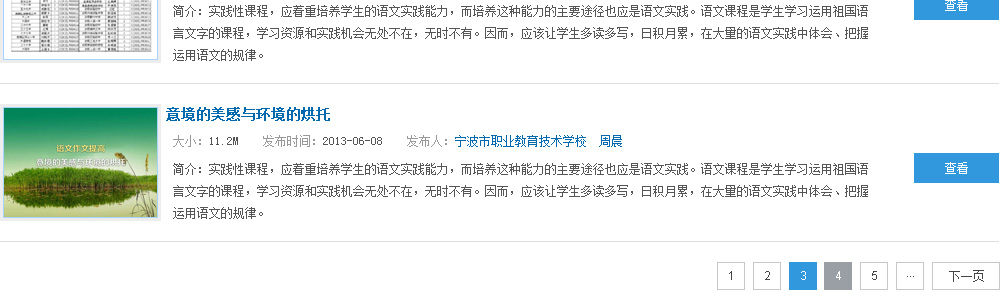 简介：实践性课程，应着重培养学生的语文实践能力，而培养这种能力的主要途径也应是语文实践。语文课程是学生学习运用祖国语
查看
言文字的课程，学习资源和实践机会无处不在，无时不有。因而，应该让学生多读多写，日积月累，在大量的语文实践中体会、把握
运用语文的规律。
意境的美感与环境的烘托
大小：11.2M 发布时间：2013-06-08 发布人：宁波市职业教育技术学校 周晨
语文作文提高
意境的美感与环境的烘托
简介：实践性课程，应着重培养学生的语文实践能力，而培养这种能力的主要途径也应是语文实践。语文课程是学生学习运用祖国语
查看
言文字的课程，学习资源和实践机会无处不在，无时不有。因而，应该让学生多读多写，日积月累，在大量的语文实践中体会、把握
运用语文的规律。
1 2 3 4 5 ... 下一页